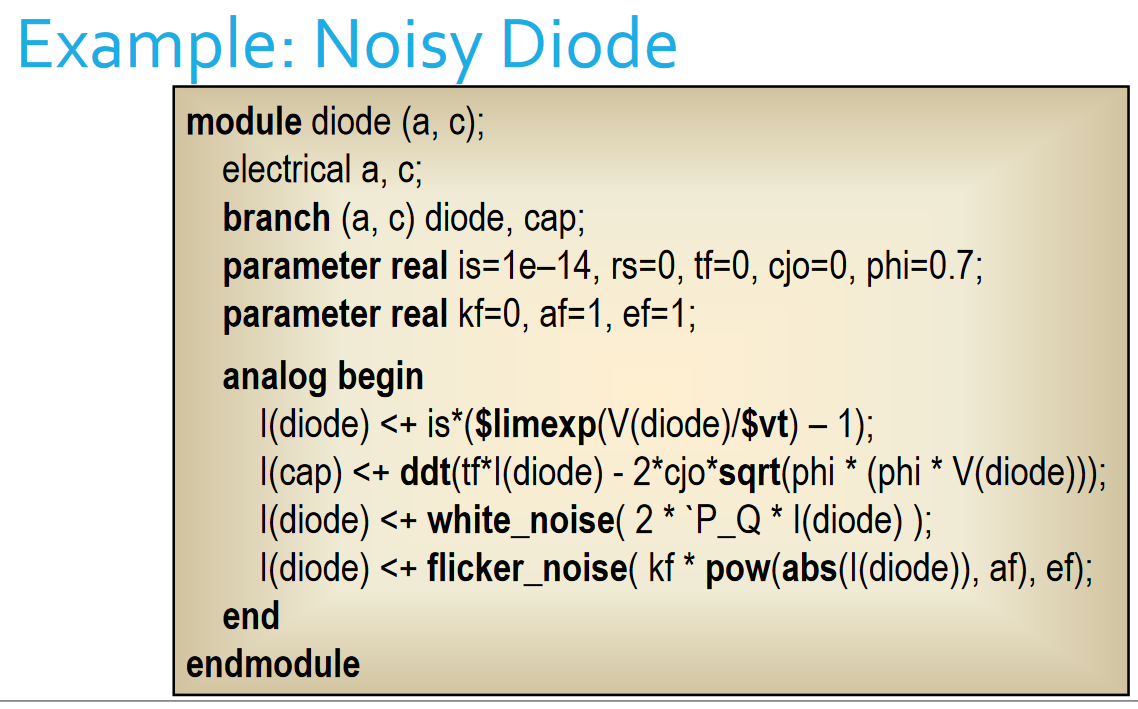 Example: Noisy Diode
module diode (a, c);
electrical a, c;
branch (a, c) diode, cap;
parameter real is=1e–14, rs=0, tf=0, cjo=0, phi=0.7;
parameter real kf=0, af=1, ef=1;
analog begin
I(diode) <+ is*($limexp(V(diode)/$vt) – 1);
I(cap) <+ ddt(tf*I(diode) - 2*cjo*sqrt(phi * (phi * V(diode)));
I(diode) <+ white_noise( 2 * `P_Q * I(diode) );
I(diode) <+ flicker_noise( kf * pow(abs(I(diode)), af), ef);
end
endmodule